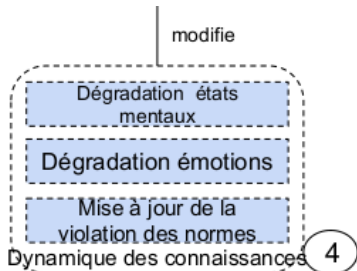 modifie
Dégradation états
mentaux
Dégradation émotions
Mise à jour de la
violation des normes
Dynamique des connaissances
4